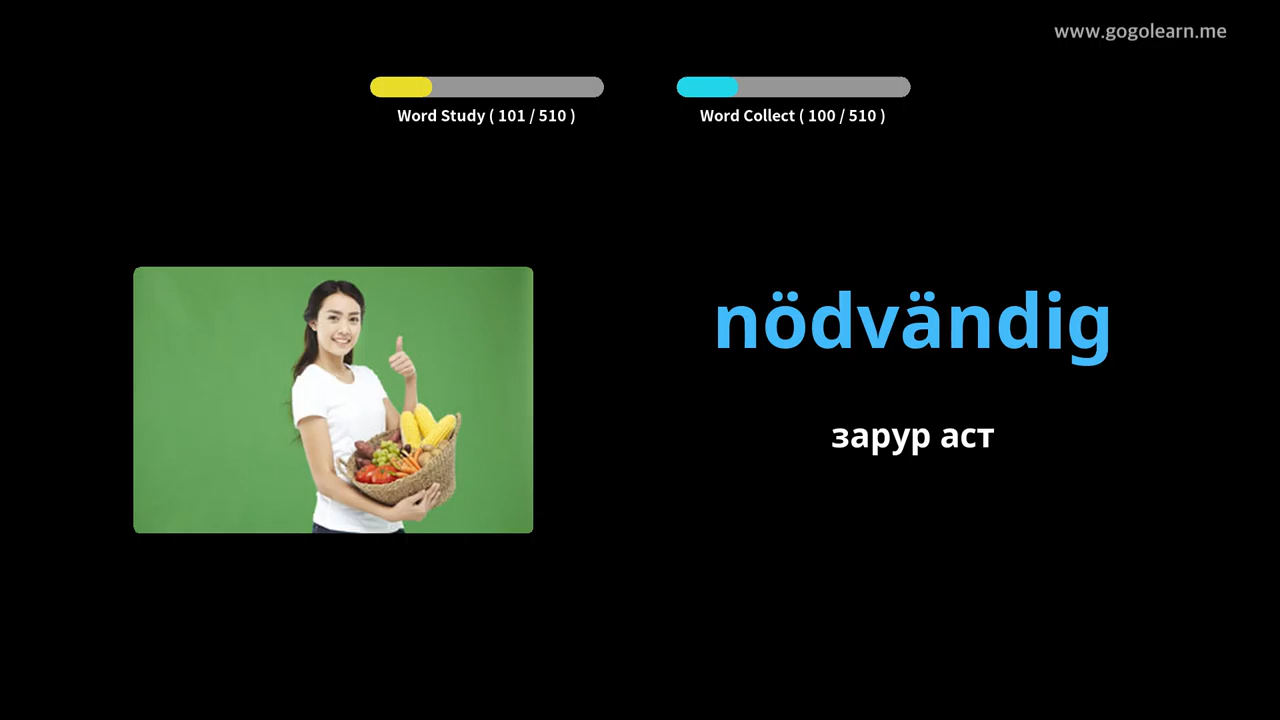 www.gogolearn.me
Word Study ( 101 / 510 )
Word Collect ( 100 / 510 )
nödvändig
зарур аст